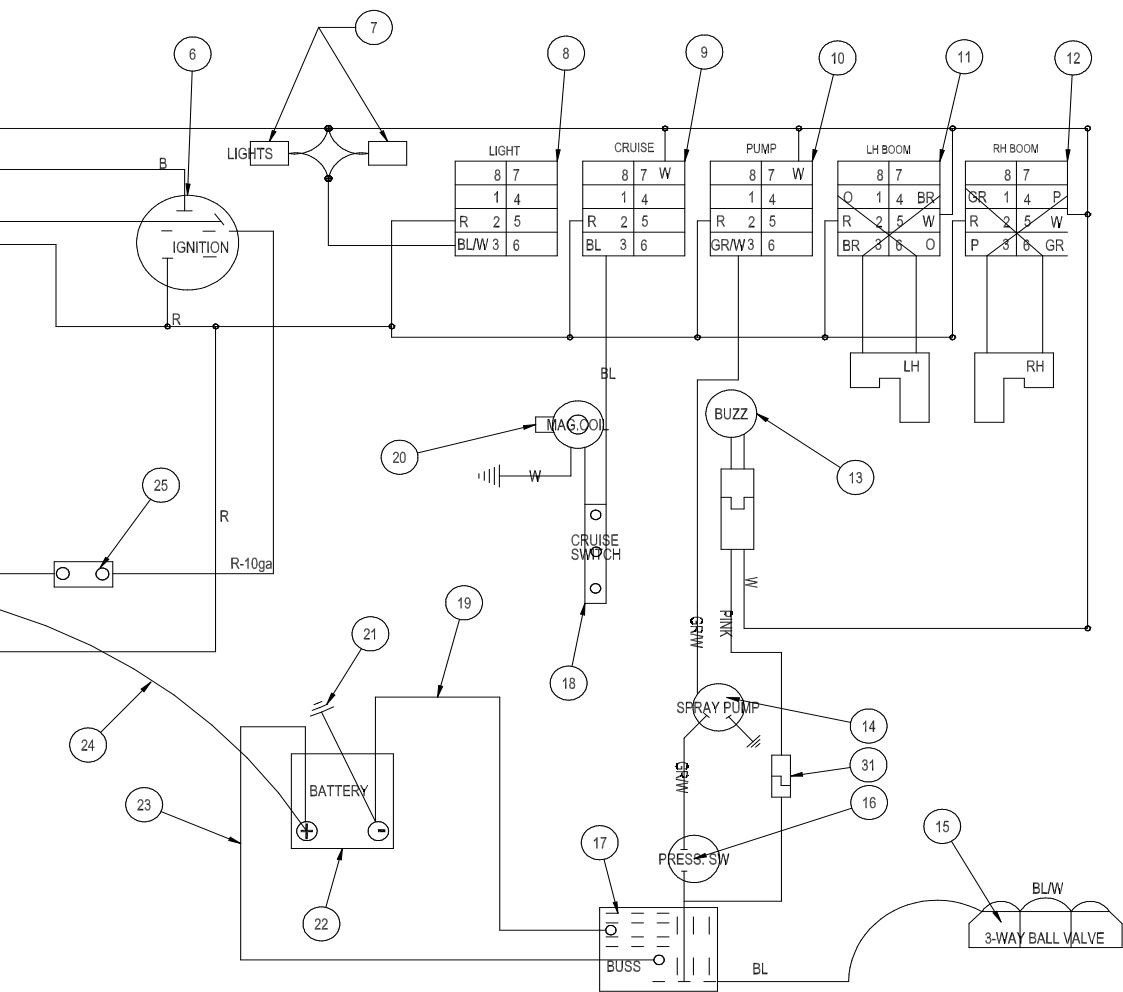 7
6
8
9
10
11
12
LIGHTS
LIGHT
CRUISE
PUMP
LH BOOM
RH BOOM
B
8 7
8 7 W
8 7 W
8 7
8 7
1 4
1 4
1 4
O 1 4 BR
GR 1 4 P
R 2 5
R 2 5
R 2 5
R 2 5 W
R 2 5 W
BL/W 3 6
BL 3 6
GR/W 3 6
BR 3 6 O
P 3 6 GR
IGNITION
R
LH
RH
BL
BUZZ
MAG.COIL
20
13
W
25
R
CRUISE
SWITCH
R-10ga
W
19
21
GR/W
PINK
18
SPRAY PUMP
14
24
31
GR/W
BATTERY
23
16
15
17
+
-
PRESS. SW
22
BL/W
3-WAY BALL VALVE
BUSS
BL